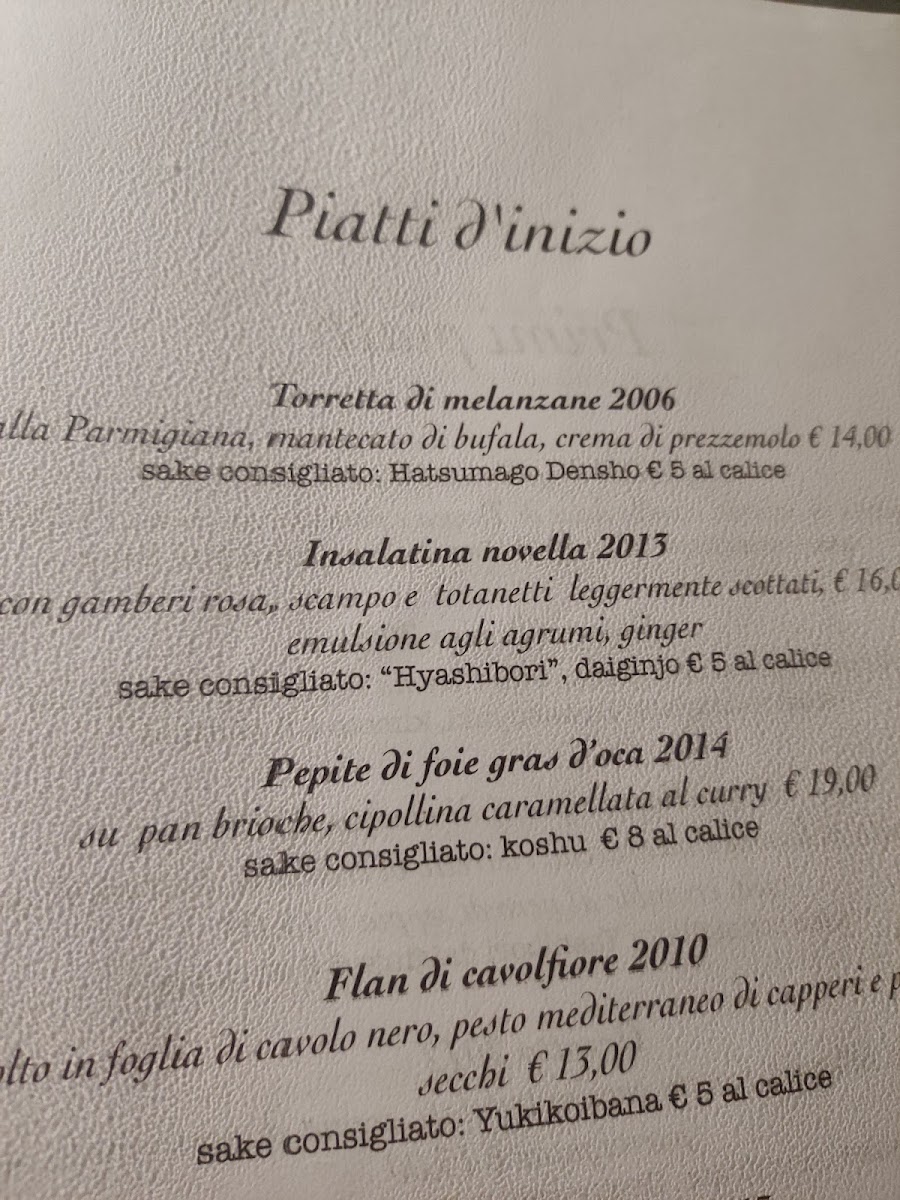 Piatti d'inizio
Torretta di melanzane 2006
alla Parmigiana, mantecato di bufala, crema di prezzemolo € 14,00
sake consigliato: Hatsumago Densho € 5 al calice
Insalatina novella 2013
con gamberi rosa,, scampo e totanetti leggermente scottati, € 16,0
emulsione agli agrumi, ginger
sake consigliato: “Hyashibori”, daiginjo € 5 al calice
Pepite di foie gras d’oca 2014
su pan brioche, cipollina caramellata al curry € 19,00
sake consigliato: koshu € 8 al calice
Flan di cavolfiore 2010
olto in foglia di cavolo nero, pesto mediterraneo di capperi e p
secchi € 13,00
sake consigliato: Yukikoibana € 5 al calice